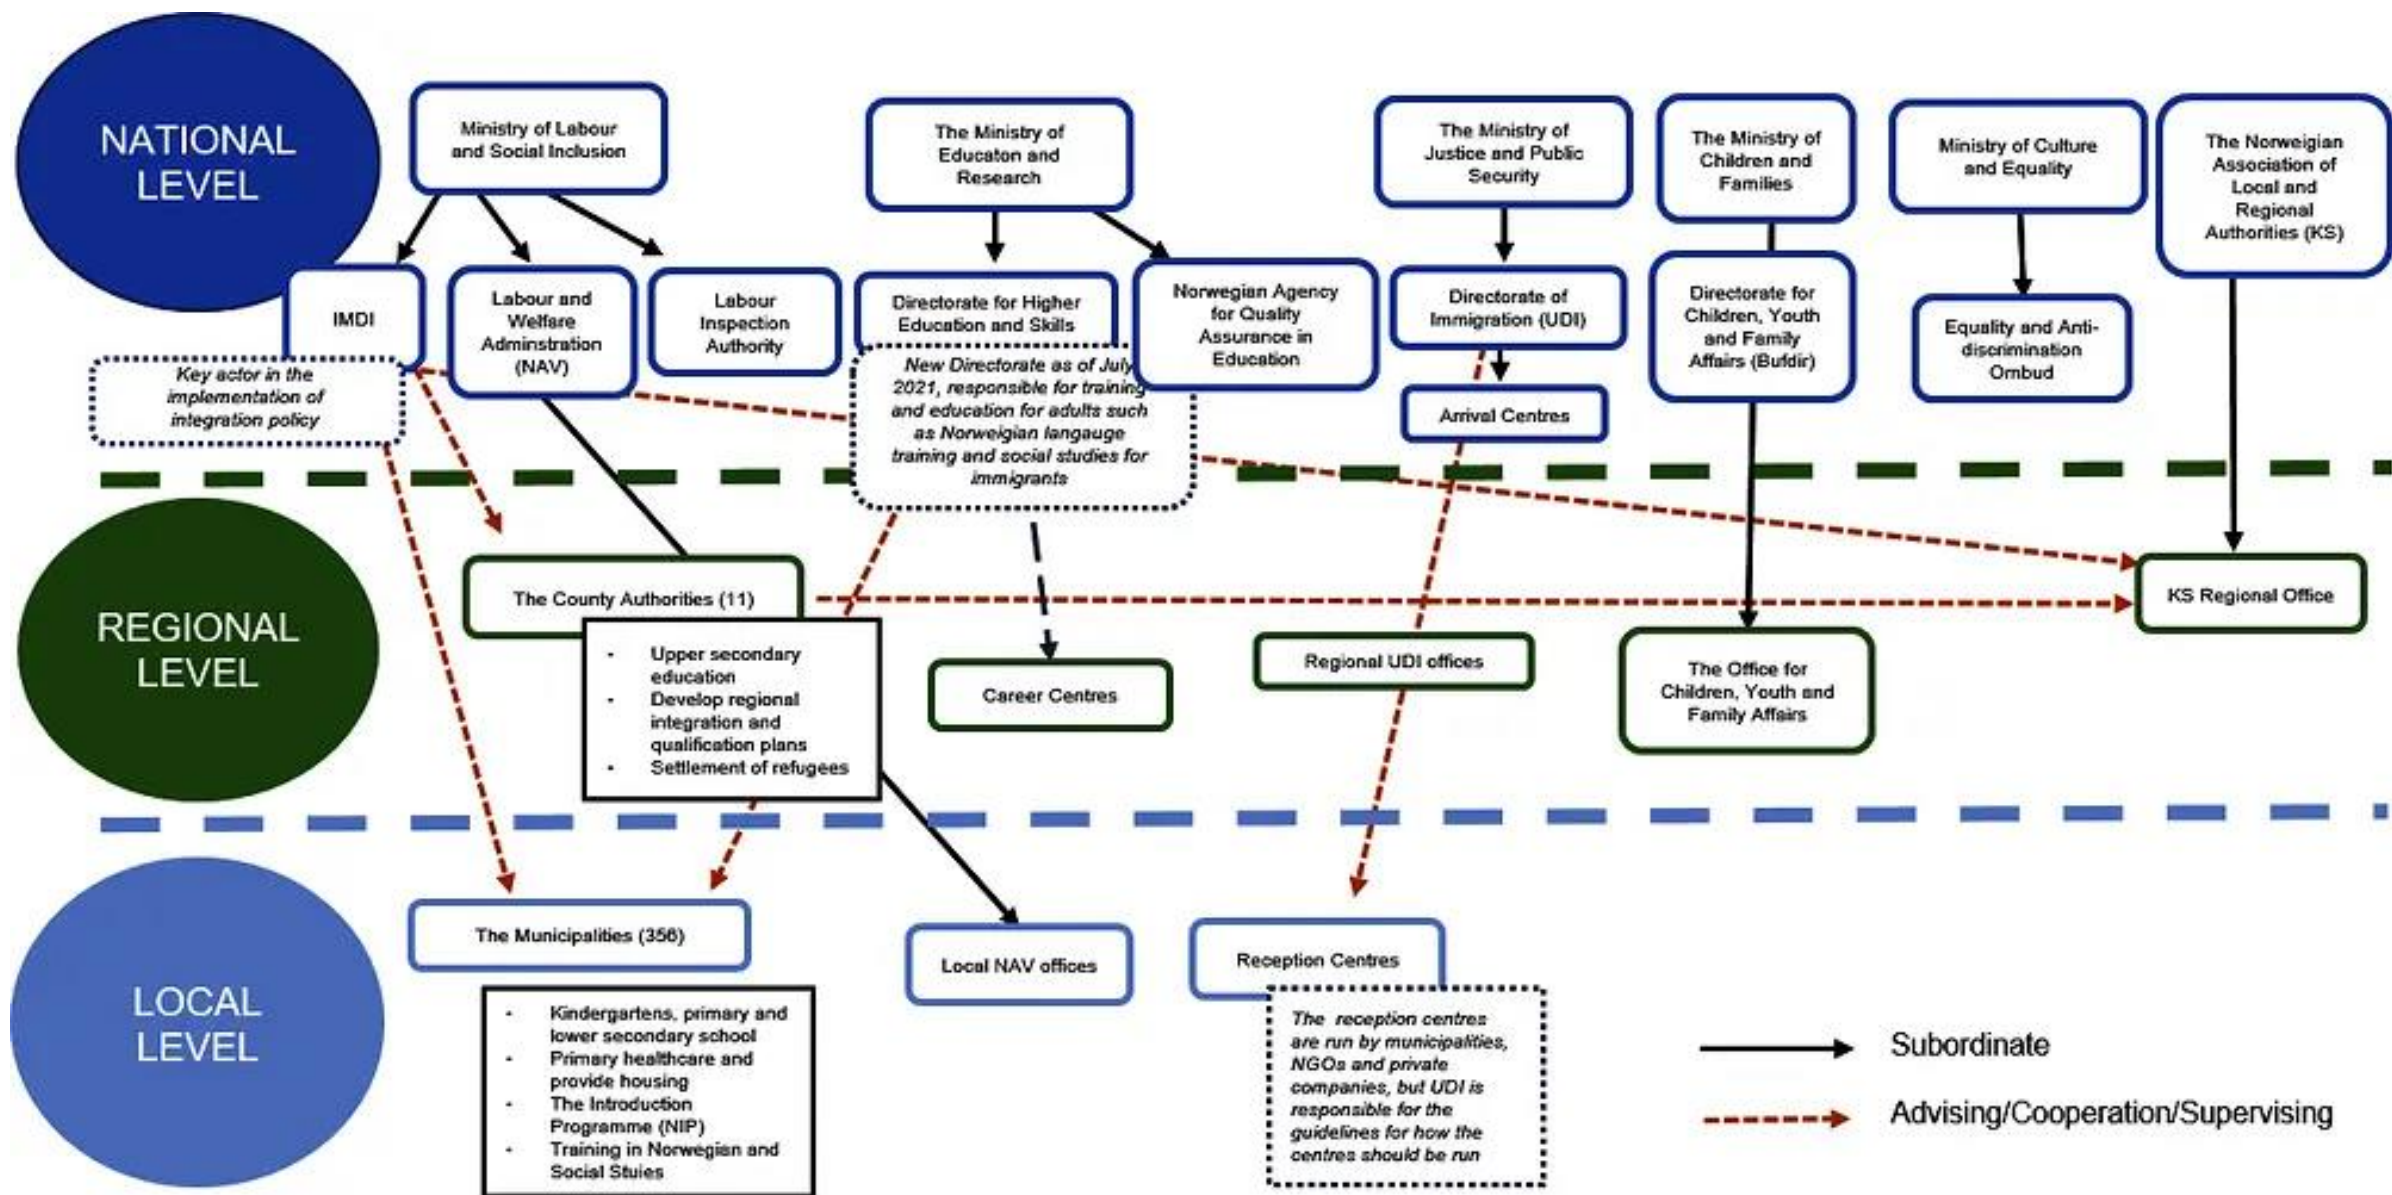 NATIONAL
LEVEL
Ministry of Labour
and Social Inclusion
The Ministry of
Educaton and
Research
The Ministry of
Justice and Public
Security
The Ministry of
Children and
Families
Ministry of Culture
and Equality
The Norwegian
Association of
Local and
Regional
Authorities (KS)
IMDI
Labour and
Welfare
Adminstration
(NAV)
Labour
Inspection
Authority
Directorate for Higher
Education and Skills
Norwegian Agency
for Quality
Assurance in
Education
Directorate of
Immigration (UDI)
Directorate for
Children, Youth
and Family
Affairs (Bufdir)
Equality and Anti-
discrimination
Ombud
Key actor in the
implementation of
integration policy
New Directorate as of July
2021, responsible for training
and education for adults such
as Norweigian langauge
training and social studies for
immigrants
Arrival Centres
REGIONAL
LEVEL
The County Authorities (11)
- Upper secondary
education
- Develop regional
integration and
qualification plans
- Settlement of refugees
Career Centres
Regional UDI offices
The Office for
Children, Youth and
Family Affairs
KS Regional Office
LOCAL
LEVEL
The Municipalities (356)
- Kindergartens, primary and
lower secondary school
- Primary healthcare and
provide housing
- The Introduction
Programme (NIP)
- Training in Norwegian and
Social Stuies
Local NAV offices
Reception Centres
The reception centres
are run by municipalities,
NGOs and private
companies, but UDI is
responsible for the
guidelines for how the
centres should be run
Subordinate
Advising/Cooperation/Supervising